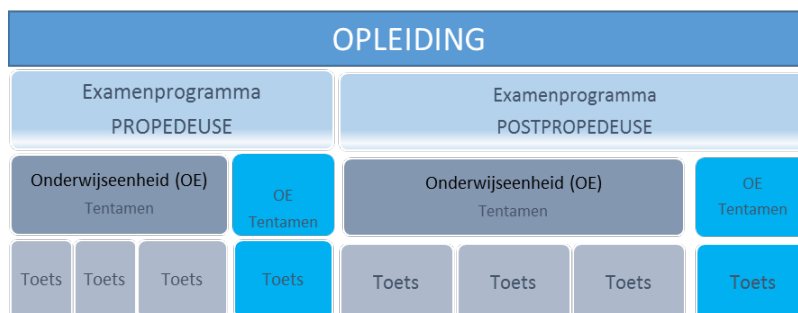 OPLEIDING
Examenprogramma
PROPEDEUSE
Examenprogramma
POSTPROPEDEUSE
Onderwijseenheid (OE)
Tentamen
OE
Tentamen
Onderwijseenheid (OE)
Tentamen
OE
Tentamen
Toets
Toets
Toets
Toets
Toets
Toets
Toets
Toets